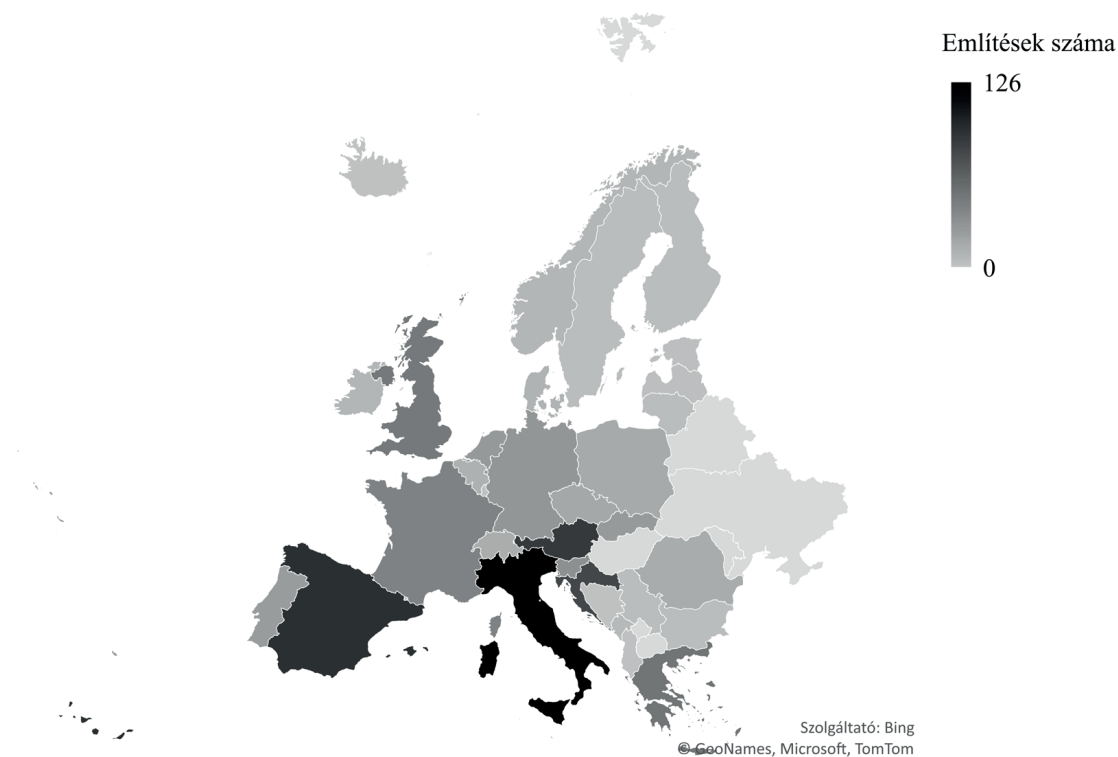 Említések száma
126
0
Szolgáltató: Bing
© GeoNames, Microsoft, TomTom